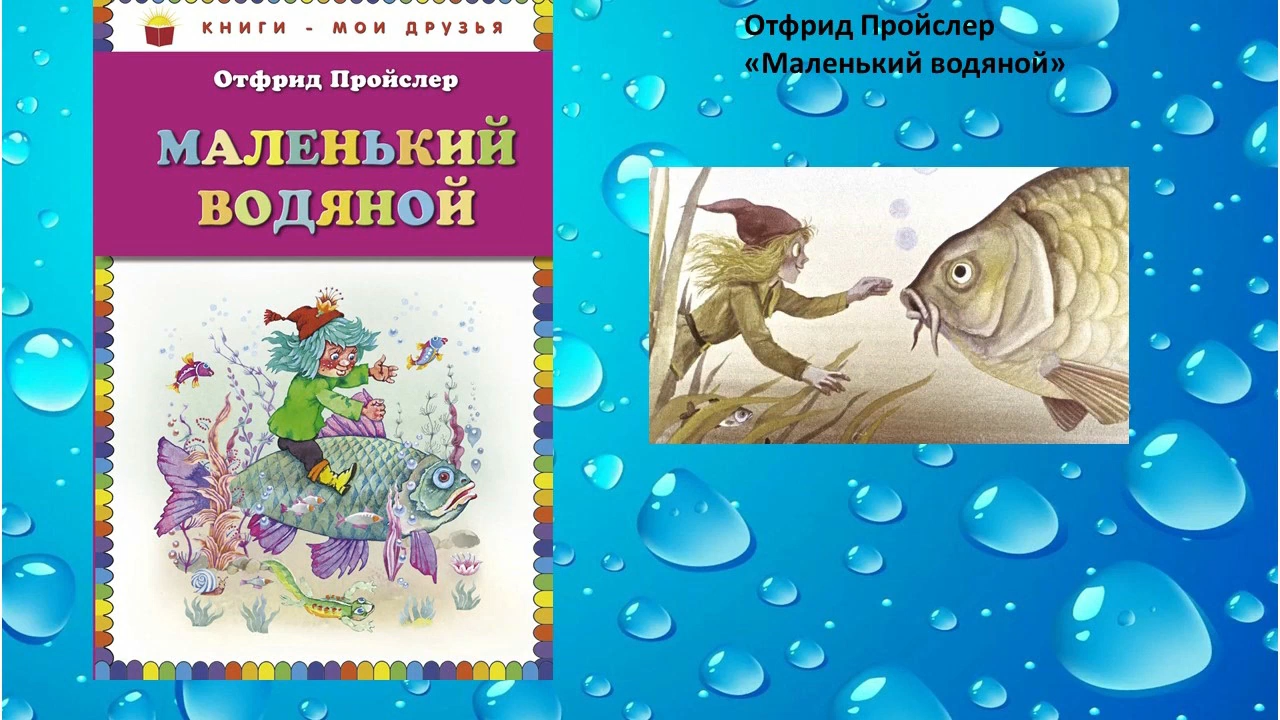 КНИГИ - МОИ ДРУЗЬЯ
Отфрид Пройслер
МАЛЕНЬКИЙ
ВОДЯНОЙ
Отфрид Пройслер
«Маленький водяной»